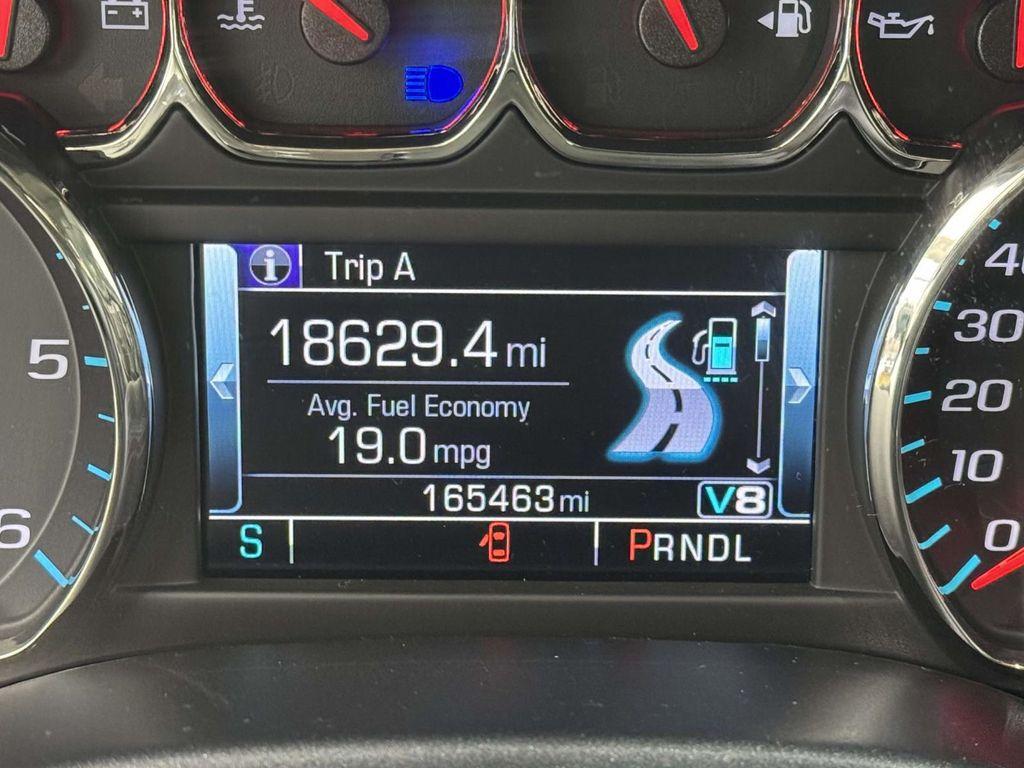 Trip A
18629.4 mi
Avg. Fuel Economy
19.0 mpg
165463 mi V8
S PRNDL
5
6
40
30
20
10
0